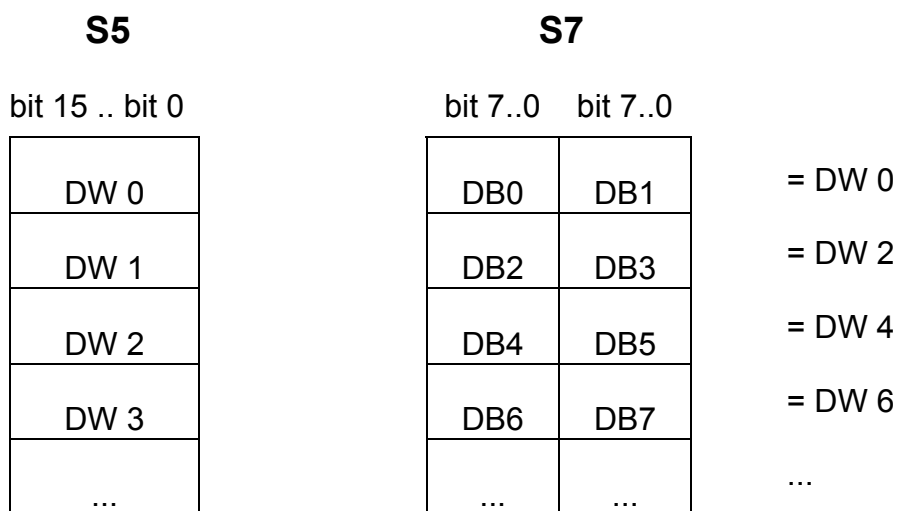 S5 S7
bit 15 .. bit 0 bit 7..0 bit 7..0
DW 0 DB0 DB1 = DW 0
DW 1 DB2 DB3 = DW 2
DW 2 DB4 DB5 = DW 4
DW 3 DB6 DB7 = DW 6
... ... ... ...